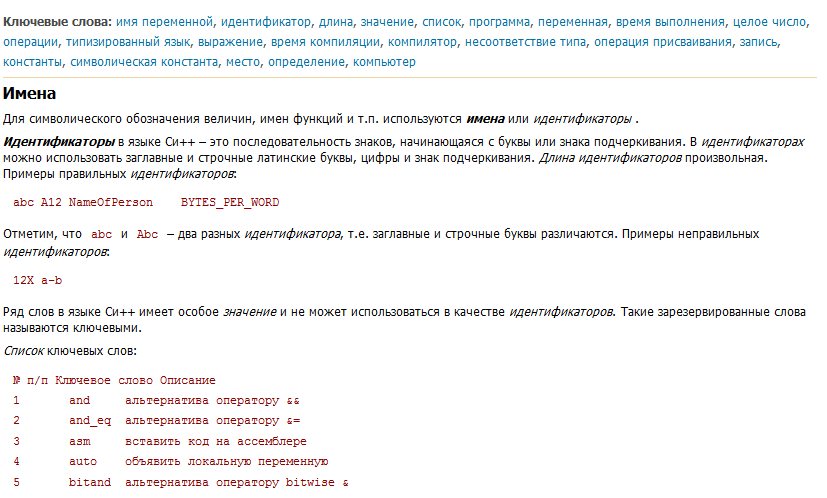 Ключевые слова: имя переменной, идентификатор, длина, значение, список, программа, переменная, время выполнения, целое число,
операции, типизированный язык, выражение, время компиляции, компилятор, несоответствие типа, операция присваивания, запись,
константы, символическая константа, место, определение, компьютер
Имена
Для символического обозначения величин, имен функций и т.п. используются имена или идентификаторы .
Идентификаторы в языке Си++ – это последовательность знаков, начинающаяся с буквы или знака подчеркивания. В идентификаторах
можно использовать заглавные и строчные латинские буквы, цифры и знак подчеркивания. Длина идентификаторов произвольная.
Примеры правильных идентификаторов:
abc A12 NameOfPerson    BYTES_PER_WORD
Отметим, что abc и Abc – два разных идентификатора, т.е. заглавные и строчные буквы различаются. Примеры неправильных
идентификаторов:
12X a-b
Ряд слов в языке Си++ имеет особое значение и не может использоваться в качестве идентификаторов. Такие зарезервированные слова
называются ключевыми.
Список ключевых слов:
№ п/п Ключевое слово Описание
1       and     альтернатива оператору &&
2       and_eq  альтернатива оператору &=
3       asm     вставить код на ассемблере
4       auto    объявить локальную переменную
5       bitand  альтернатива оператору bitwise &